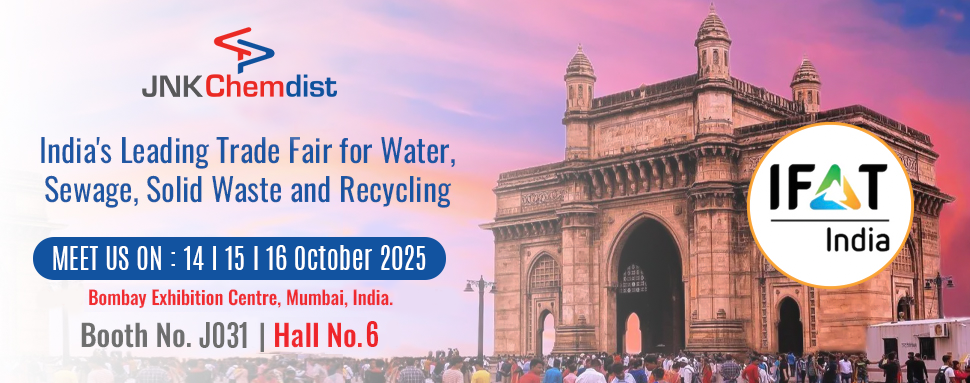 JNK Chemdist
India's Leading Trade Fair for Water,
Sewage, Solid Waste and Recycling
MEET US ON : 14 | 15 | 16 October 2025
Bombay Exhibition Centre, Mumbai, India.
Booth No. J031 | Hall No. 6
IFAT
India